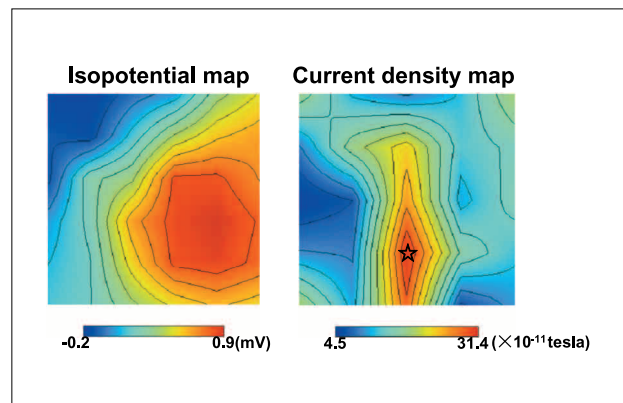 Isopotential map
Current density map
-0.2 0.9(mV)
4.5 31.4(×10-11tesla)